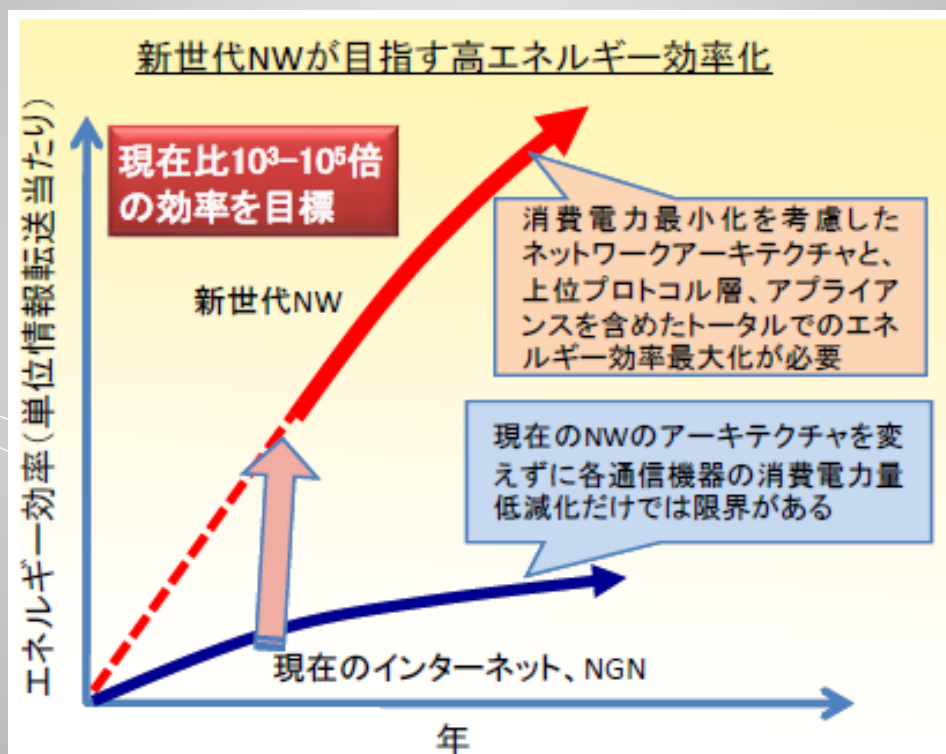 新世代NWが目指す高エネルギー効率化
エネルギー効率(単位情報転送当たり)
現在比10³–10⁵倍
の効率を目標
新世代NW
消費電力最小化を考慮した
ネットワークアーキテクチャと、
上位プロトコル層、アプライア
ンスを含めたトータルでのエネ
ルギー効率最大化が必要
現在のNWのアーキテクチャを変
えずに各通信機器の消費電力量
低減化だけでは限界がある
現在のインターネット、NGN
年